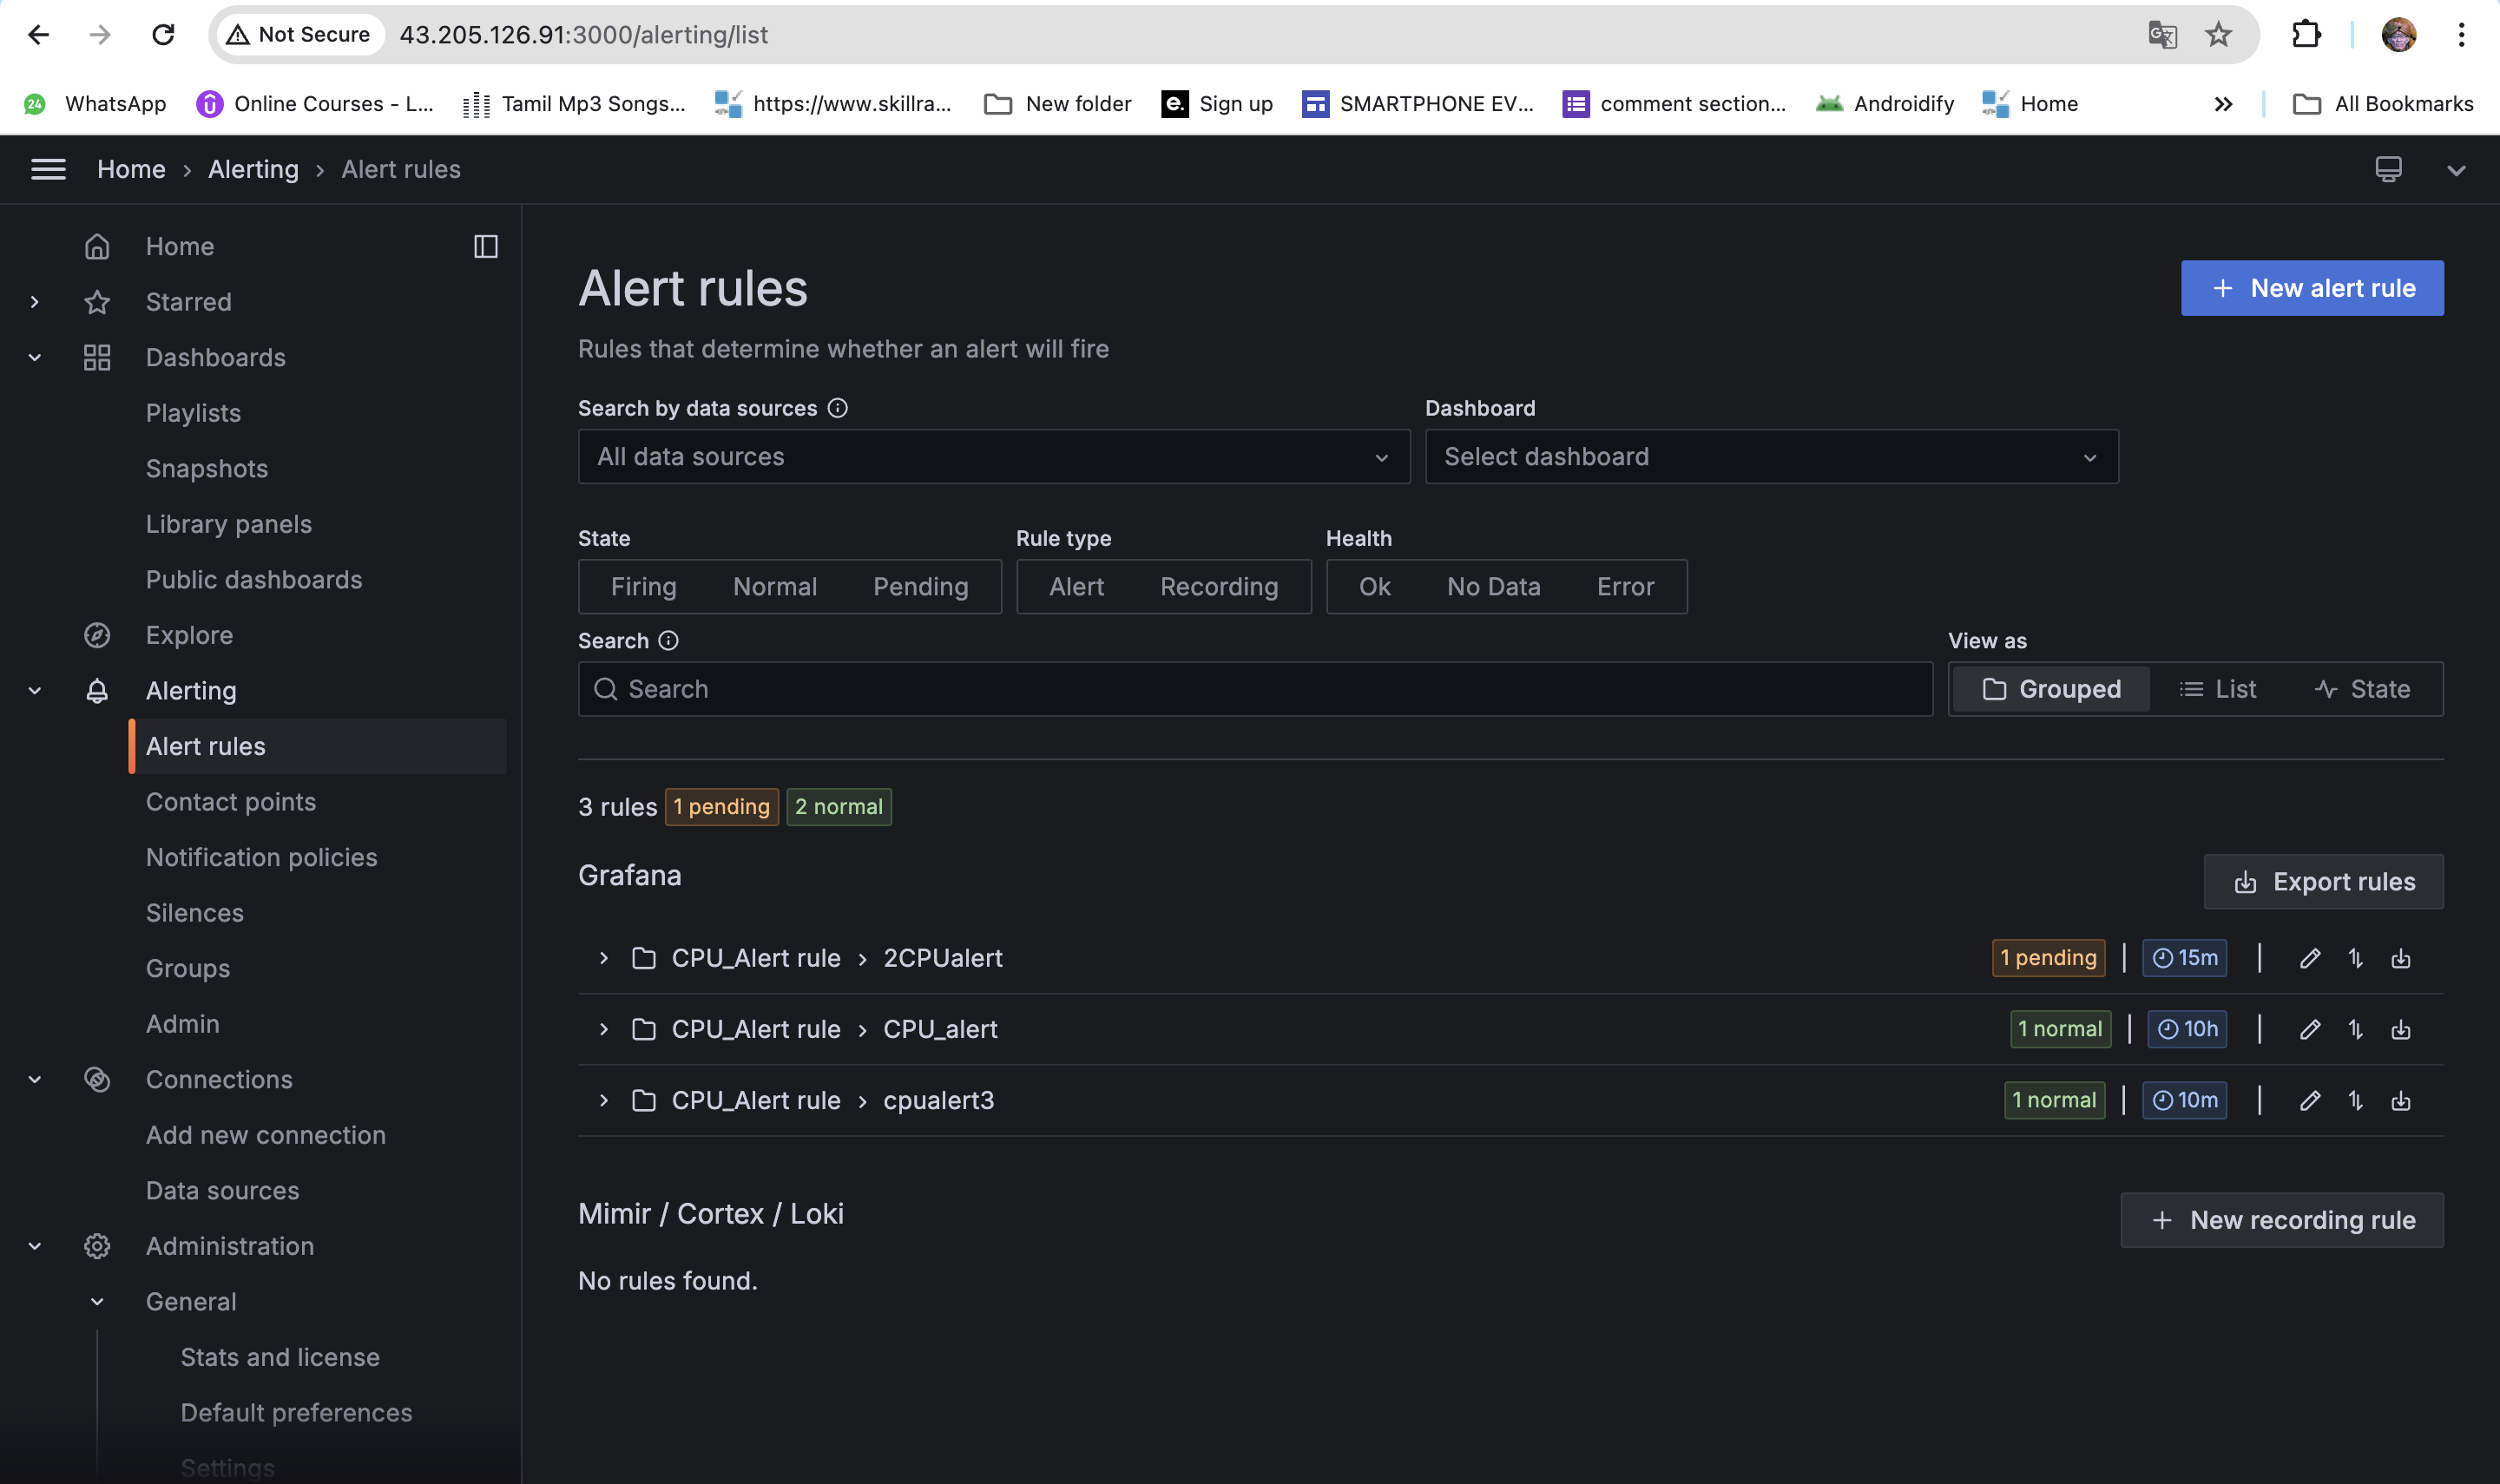 Not Secure 43.205.126.91:3000/alerting/list
24 WhatsApp Online Courses - L... Tamil Mp3 Songs... https://www.skillra... New folder e. Sign up SMARTPHONE EV... comment section... Androidify Home » All Bookmarks
Home › Alerting › Alert rules
Home
Starred
Dashboards
Playlists
Snapshots
Library panels
Public dashboards
Explore
Alerting
Alert rules
Contact points
Notification policies
Silences
Groups
Admin
Connections
Add new connection
Data sources
Administration
General
Stats and license
Default preferences
Settings
Alert rules
+ New alert rule
Rules that determine whether an alert will fire
Search by data sources Dashboard
All data sources Select dashboard
State Rule type Health
Firing Normal Pending Alert Recording Ok No Data Error
Search View as
Search Grouped List State
3 rules 1 pending 2 normal
Grafana Export rules
CPU_Alert rule › 2CPUalert 1 pending | 15m |
CPU_Alert rule › CPU_alert 1 normal | 10h |
CPU_Alert rule › cpualert3 1 normal | 10m |
Mimir / Cortex / Loki + New recording rule
No rules found.